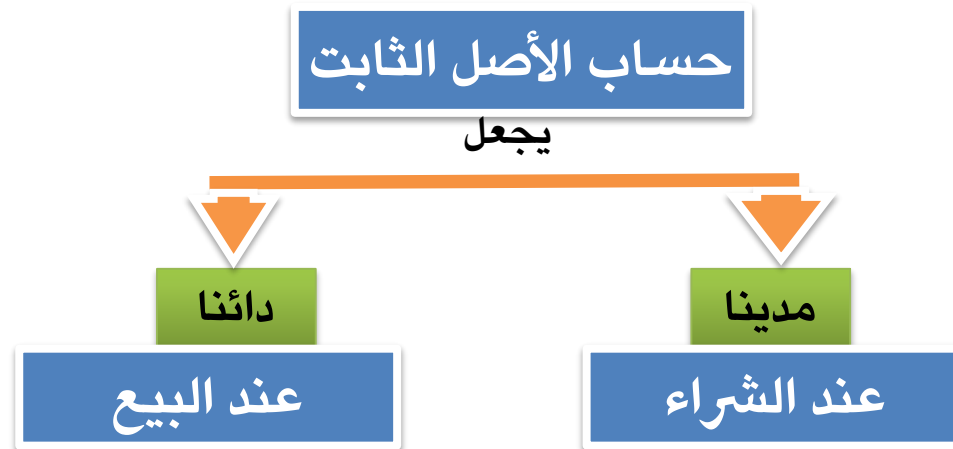 حساب الأصل الثابت
يجعل
مدينا
دائنا
عند الشراء
عند البيع